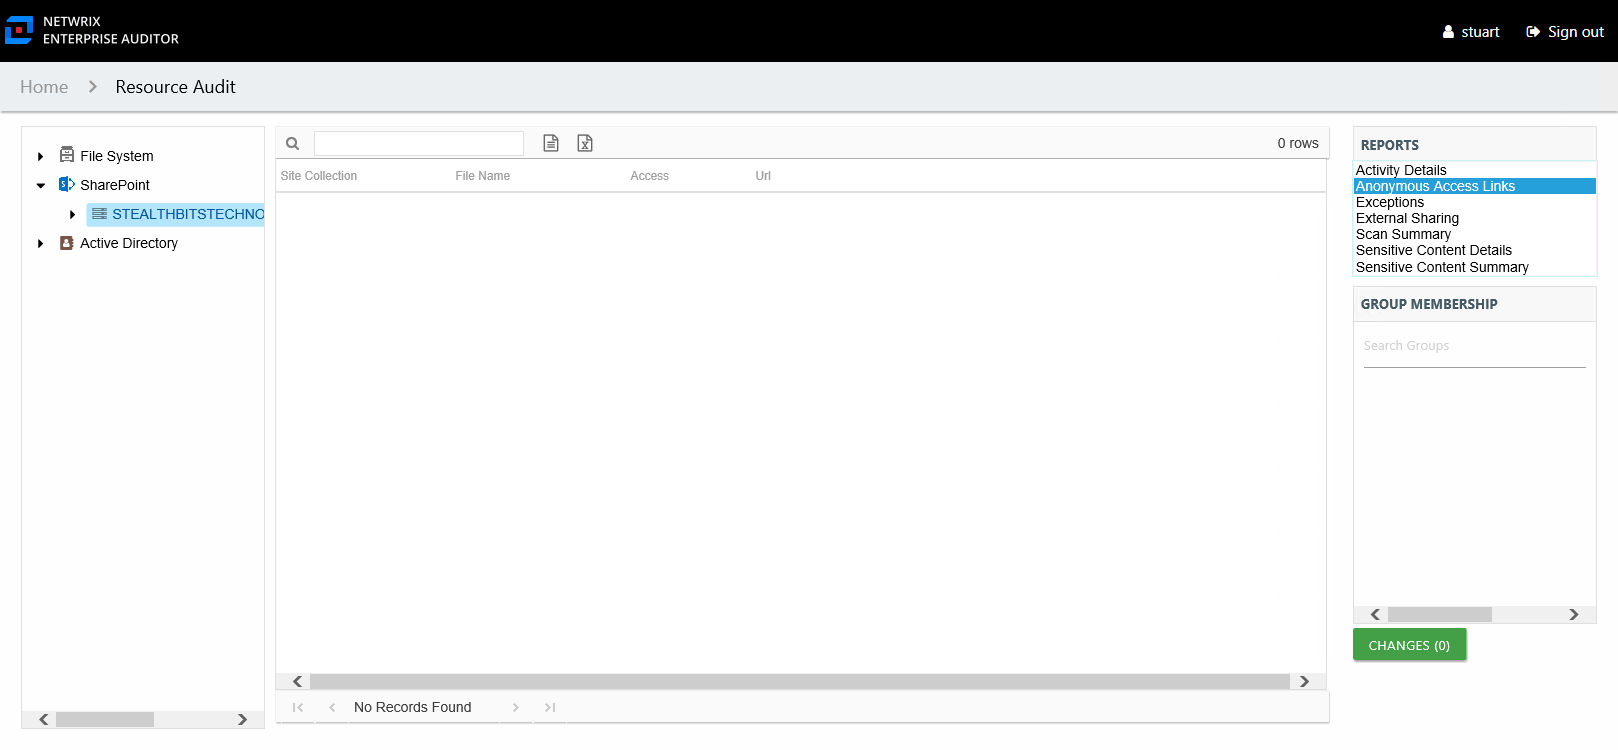 NETWRIX
ENTERPRISE AUDITOR
stuart
Sign out
Home
Resource Audit
File System
SharePoint
STEALTHBITSTECHNO
Active Directory
0 rows
Site Collection
File Name
Access
Url
No Records Found
REPORTS
Activity Details
Anonymous Access Links
Exceptions
External Sharing
Scan Summary
Sensitive Content Details
Sensitive Content Summary
GROUP MEMBERSHIP
Search Groups
CHANGES (0)